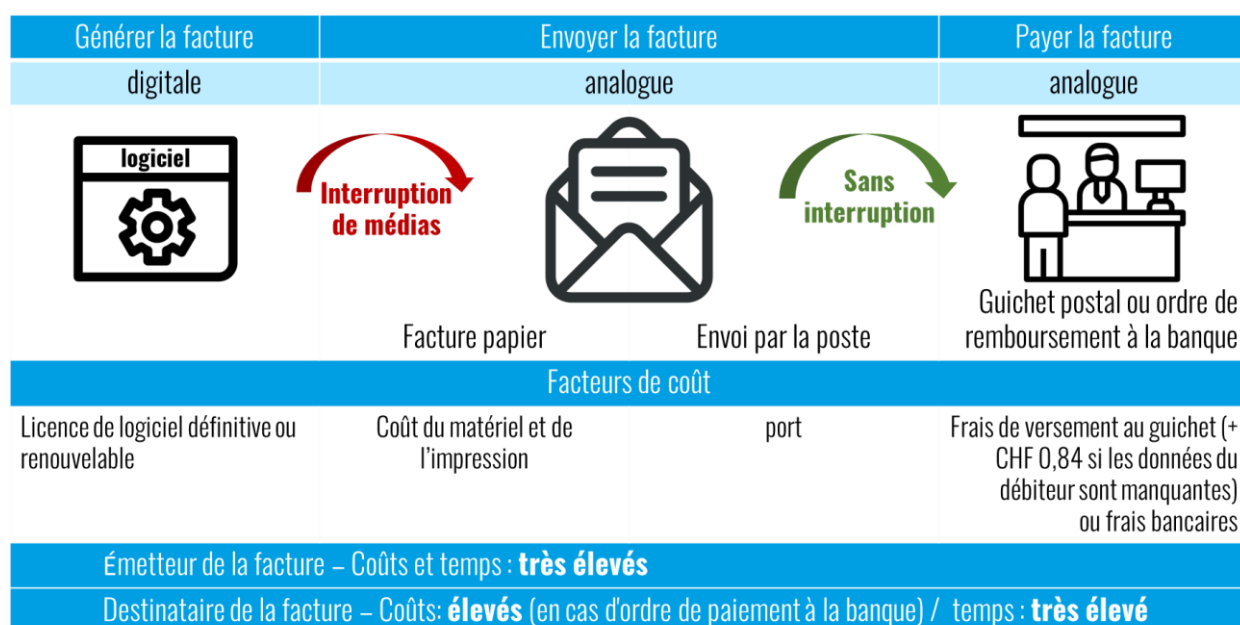 Générer la facture
Envoyer la facture
Payer la facture
digitale
analogue
analogue
logiciel
Interruption
de médias
Sans
interruption
Facture papier
Envoi par la poste
Guichet postal ou ordre de
remboursement à la banque
Facteurs de coût
Licence de logiciel définitive ou
renouvelable
Coût du matériel et de
l’impression
port
Frais de versement au guichet (+
CHF 0,84 si les données du
débiteur sont manquantes)
ou frais bancaires
Émetteur de la facture – Coûts et temps : très élevés
Destinataire de la facture – Coûts: élevés (en cas d'ordre de paiement à la banque) / temps : très élevé